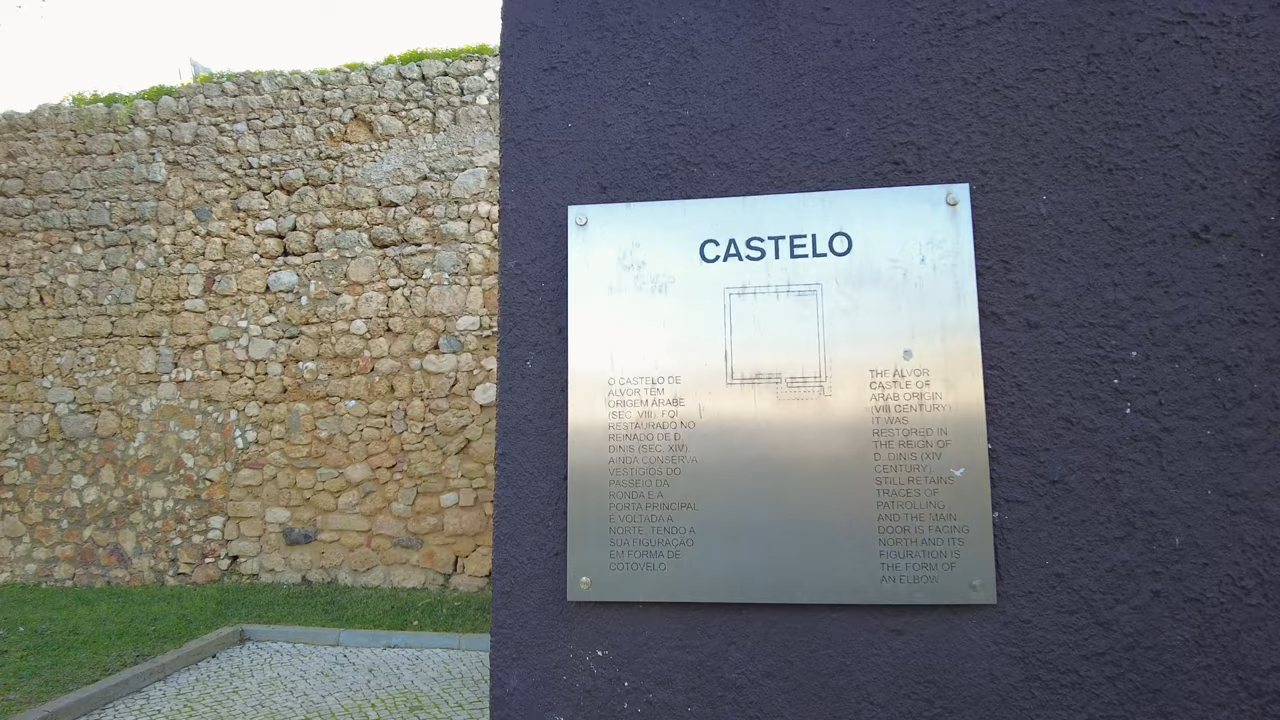 CASTELO
O CASTELO DE
ALVOR TEM
ORIGEM ÁRABE
(SEC. VIII). FOI
RESTAURADO NO
REINADO DE D.
DINIS (SEC. XIV).
AINDA CONSERVA
VESTÍGIOS DO
PASSEIO DA
RONDA E A
PORTA PRINCIPAL
É VOLTADA A
NORTE, TENDO A
SUA FIGURAÇÃO
EM FORMA DE
COTOVELO.
THE ALVOR
CASTLE OF
ARAB ORIGIN
(VIII CENTURY)
IT WAS
RESTORED IN
THE REIGN OF
D. DINIS (XIV
CENTURY).
STILL RETAINS
TRACES OF
PATROLLING
AND THE MAIN
DOOR IS FACING
NORTH AND ITS
FIGURATION IS
THE FORM OF
AN ELBOW